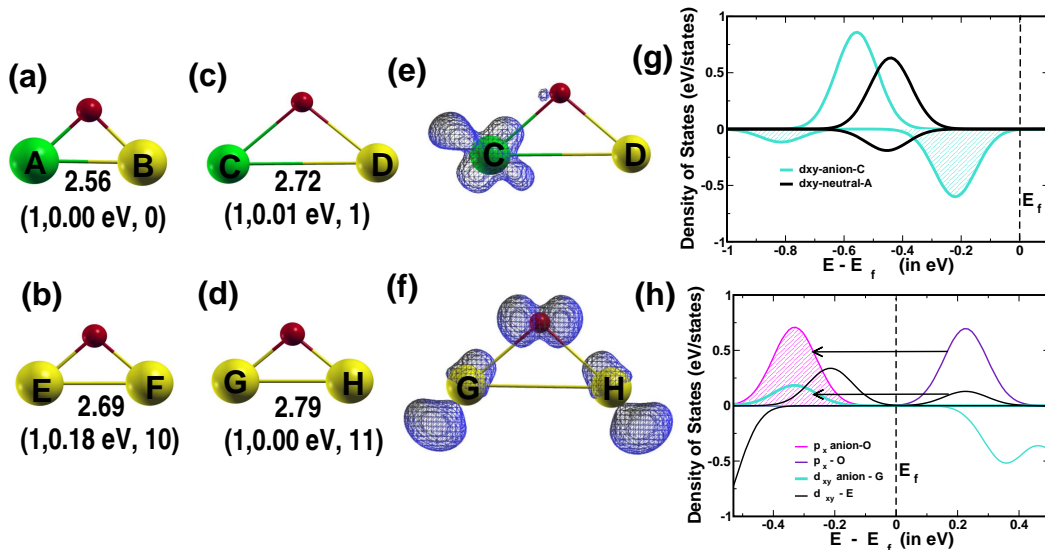 (a)
A
B
2.56
(1,0.00 eV, 0)
(c)
C
D
2.72
(1,0.01 eV, 1)
(e)
C
D
(g)
Density of States (eV/states)
1
0.5
0
-0.5
-1
dxy-anion-C
dxy-neutral-A
E f
-1
-0.8
-0.6
-0.4
-0.2
0
E - E f (in eV)
(b)
E
F
2.69
(1,0.18 eV, 10)
(d)
G
H
2.79
(1,0.00 eV, 11)
(f)
G
H
(h)
Density of States (eV/states)
1
0.5
0
-0.5
-1
p x anion-O
p x - O
d xy anion - G
d xy - E
E f
-0.4
-0.2
0
0.2
0.4
E - E f (in eV)